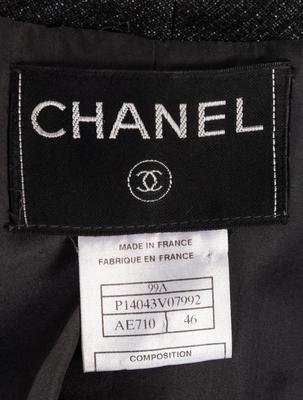 CHANEL
MADE IN FRANCE
FABRIQUE EN FRANCE
99A
P14043V07992
AE710 46
COMPOSITION